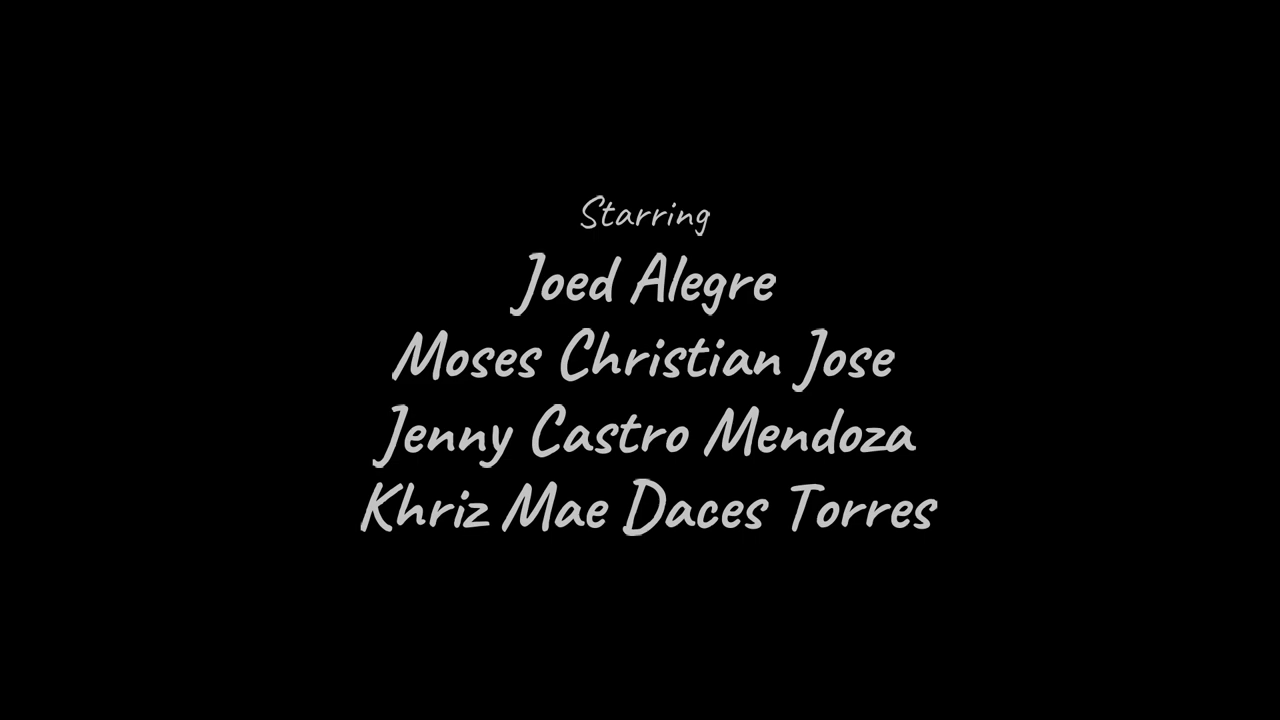 Starring
Joed Alegre
Moses Christian Jose
Jenny Castro Mendoza
Khriz Mae Daces Torres